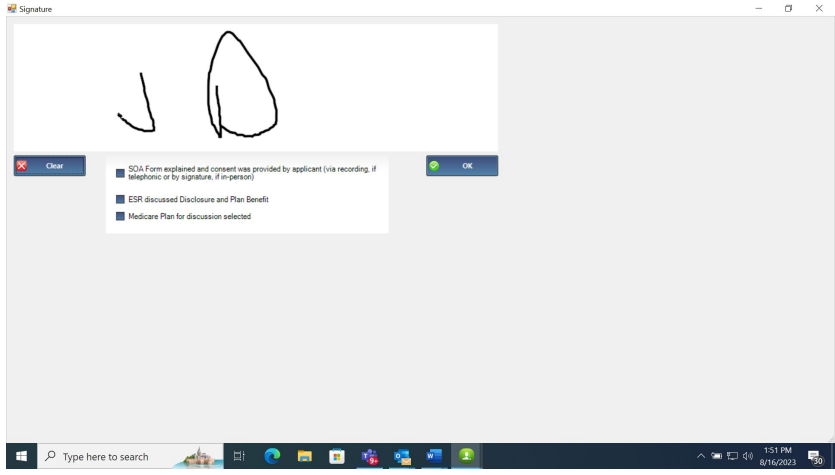 Signature
J D
Clear
SOA Form explained and consent was provided by applicant (via recording, if
telephonic or by signature, if in-person)
ESR discussed Disclosure and Plan Benefit
Medicare Plan for discussion selected
OK
Type here to search
9+
1:51 PM
8/16/2023
30